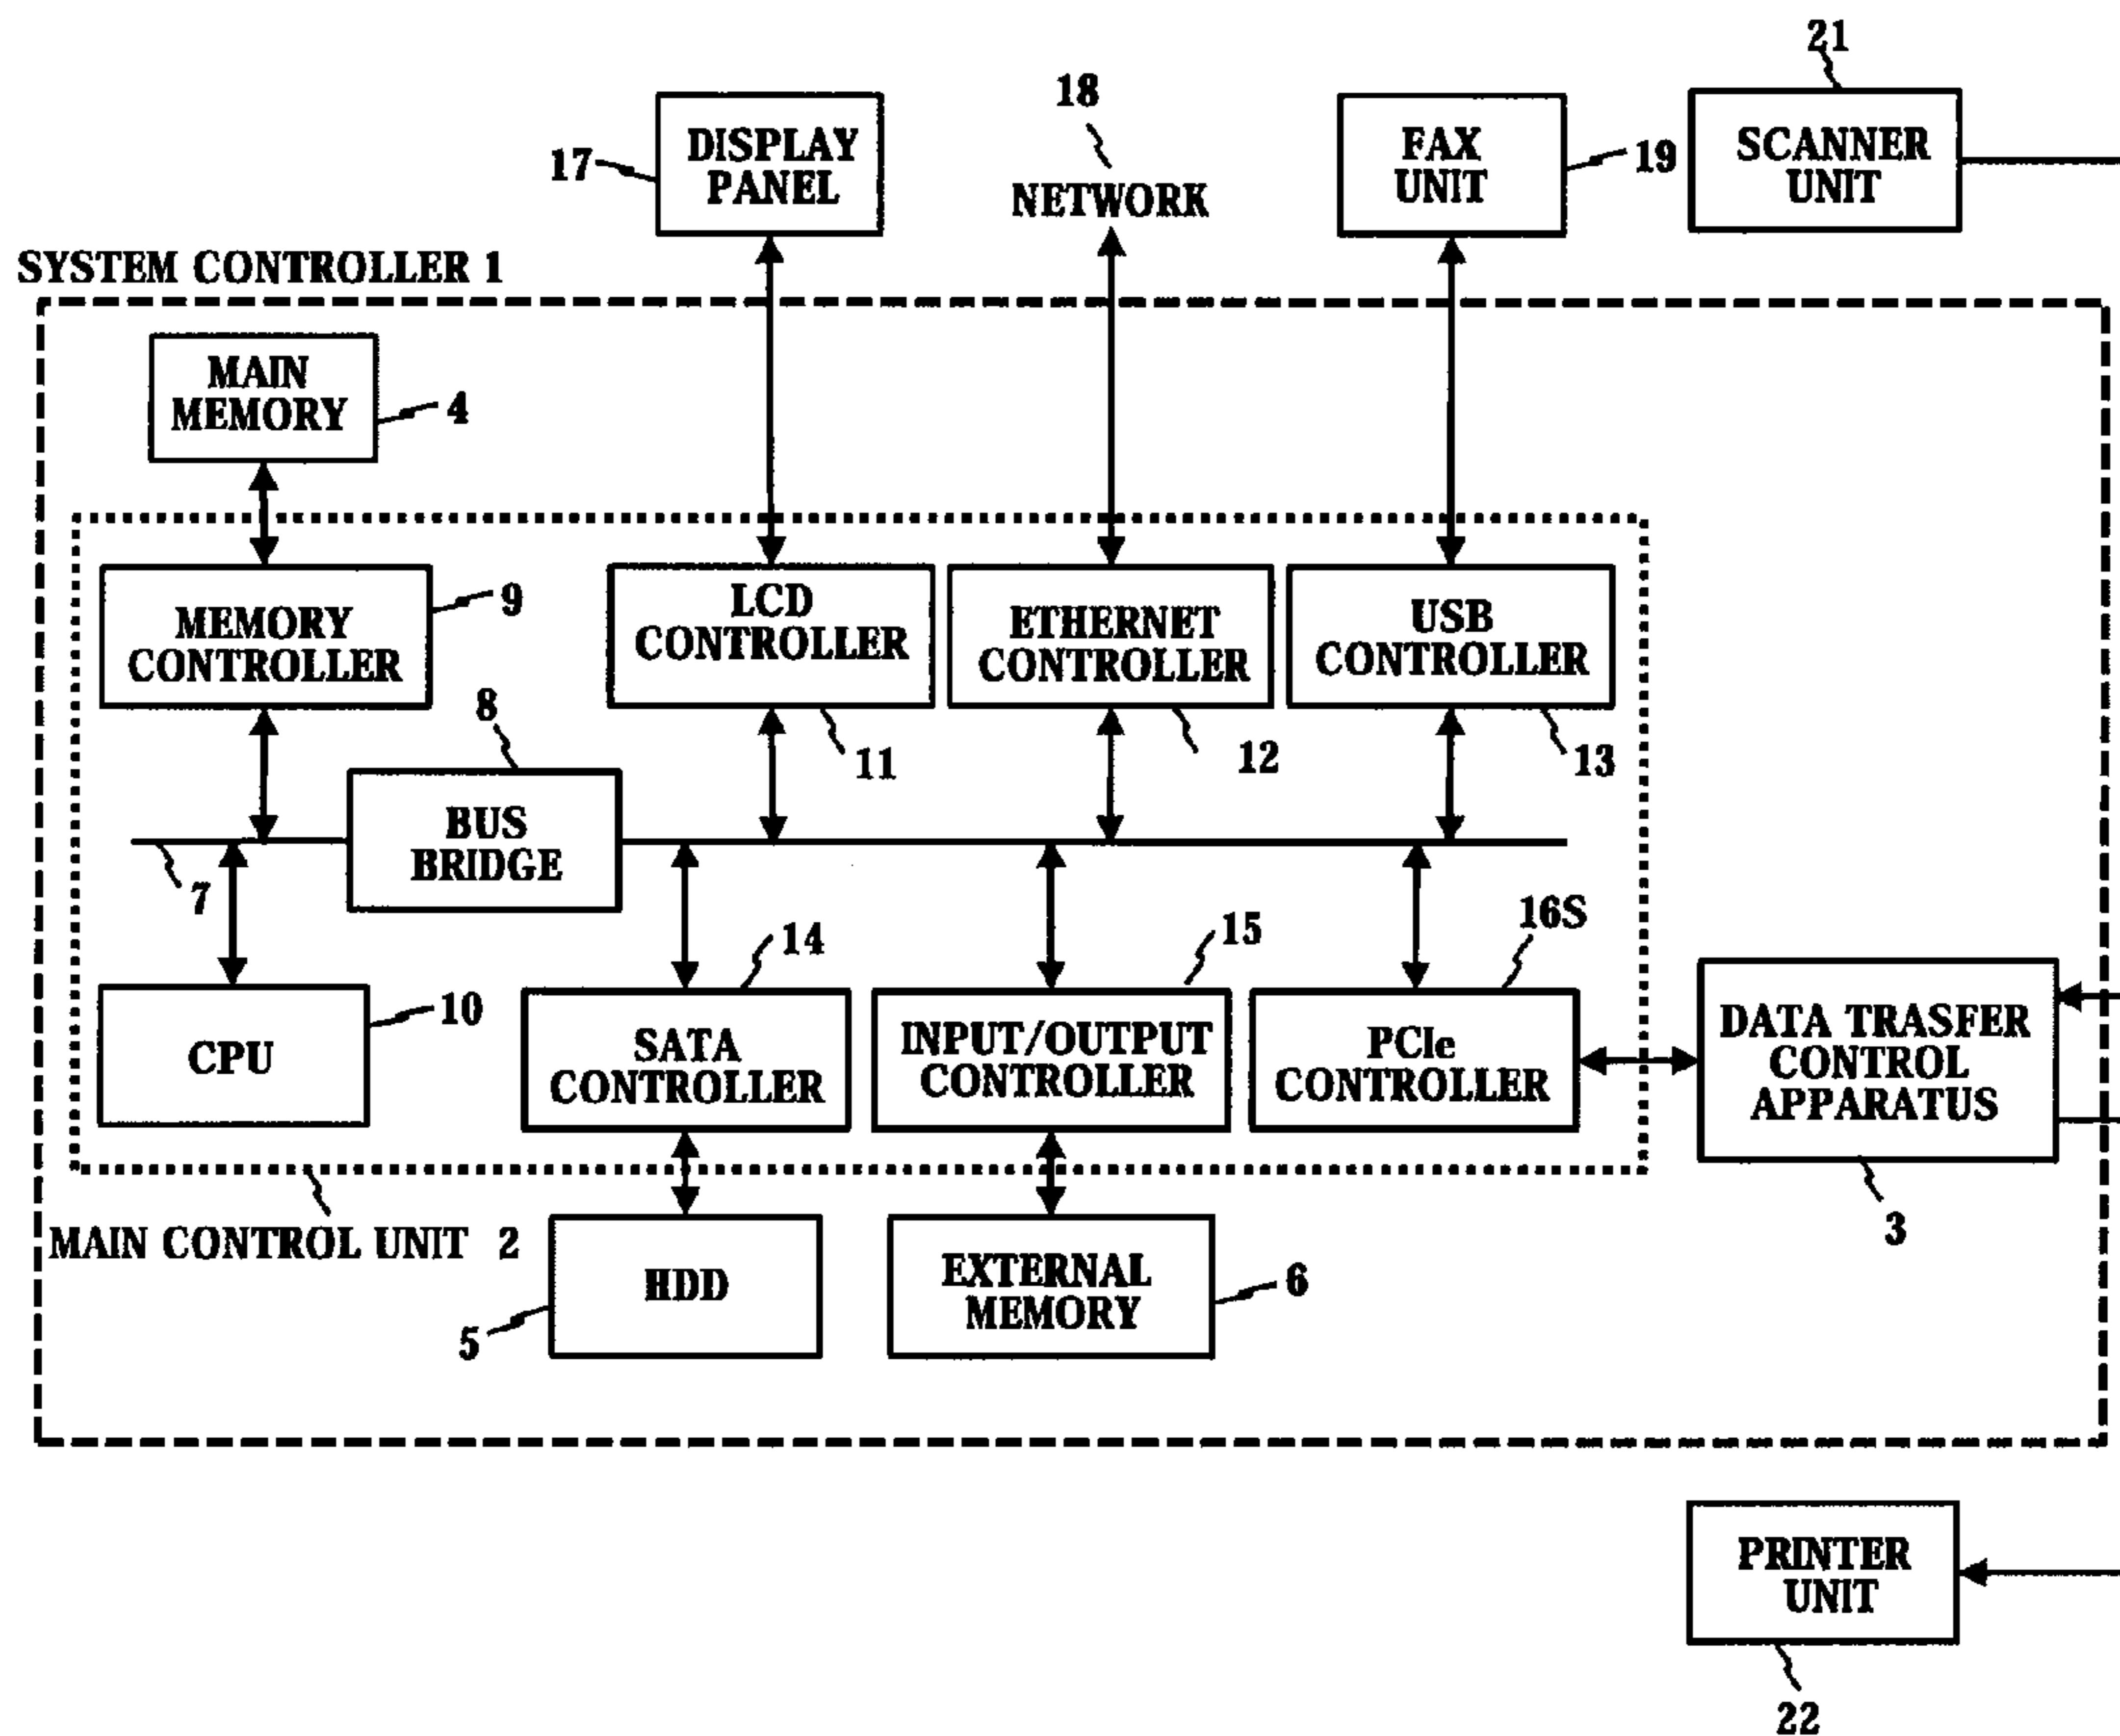 21
18
DISPLAY
PANEL
17
NETWORK
FAX
UNIT
19
SCANNER
UNIT
SYSTEM CONTROLLER 1
MAIN
MEMORY
4
MEMORY
CONTROLLER
9
LCD
CONTROLLER
11
ETHERNET
CONTROLLER
12
USB
CONTROLLER
13
8
BUS
BRIDGE
7
14
15
16S
CPU
10
SATA
CONTROLLER
INPUT/OUTPUT
CONTROLLER
PCIe
CONTROLLER
DATA TRASFER
CONTROL
APPARATUS
3
MAIN CONTROL UNIT 2
HDD
5
EXTERNAL
MEMORY
6
PRINTER
UNIT
22